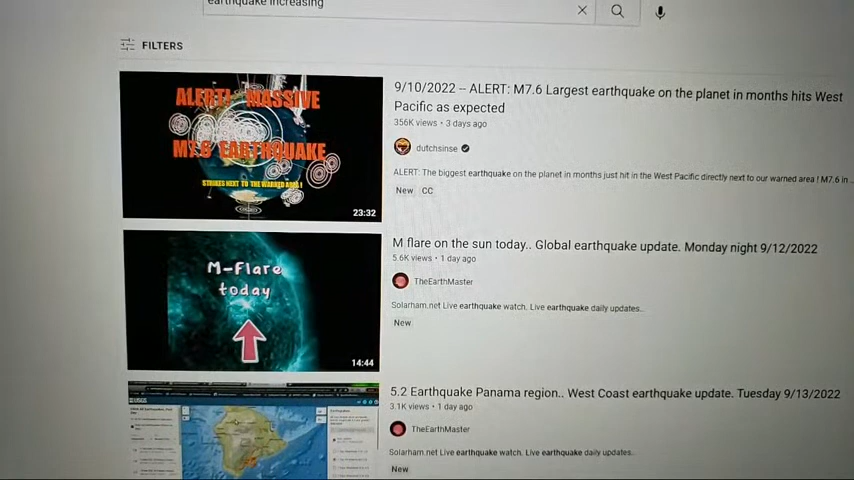 earthquake increasing
FILTERS
ALERT! MASSIVE
M7.6 EARTHQUAKE
STRIKES NEXT TO THE WARNED AREA!
23:32
9/10/2022 -- ALERT: M7.6 Largest earthquake on the planet in months hits West
Pacific as expected
356K views • 3 days ago
dutchsinse
ALERT: The biggest earthquake on the planet in months just hit in the West Pacific directly next to our warned area ! M7.6 in ...
New CC
M-Flare
today
14:44
M flare on the sun today.. Global earthquake update. Monday night 9/12/2022
5.6K views • 1 day ago
TheEarthMaster
Solarham.net Live earthquake watch. Live earthquake daily updates..
New
USGS
5.2 Earthquake Panama region.. West Coast earthquake update. Tuesday 9/13/2022
3.1K views • 1 day ago
TheEarthMaster
Solarham.net Live earthquake watch. Live earthquake daily updates..
New